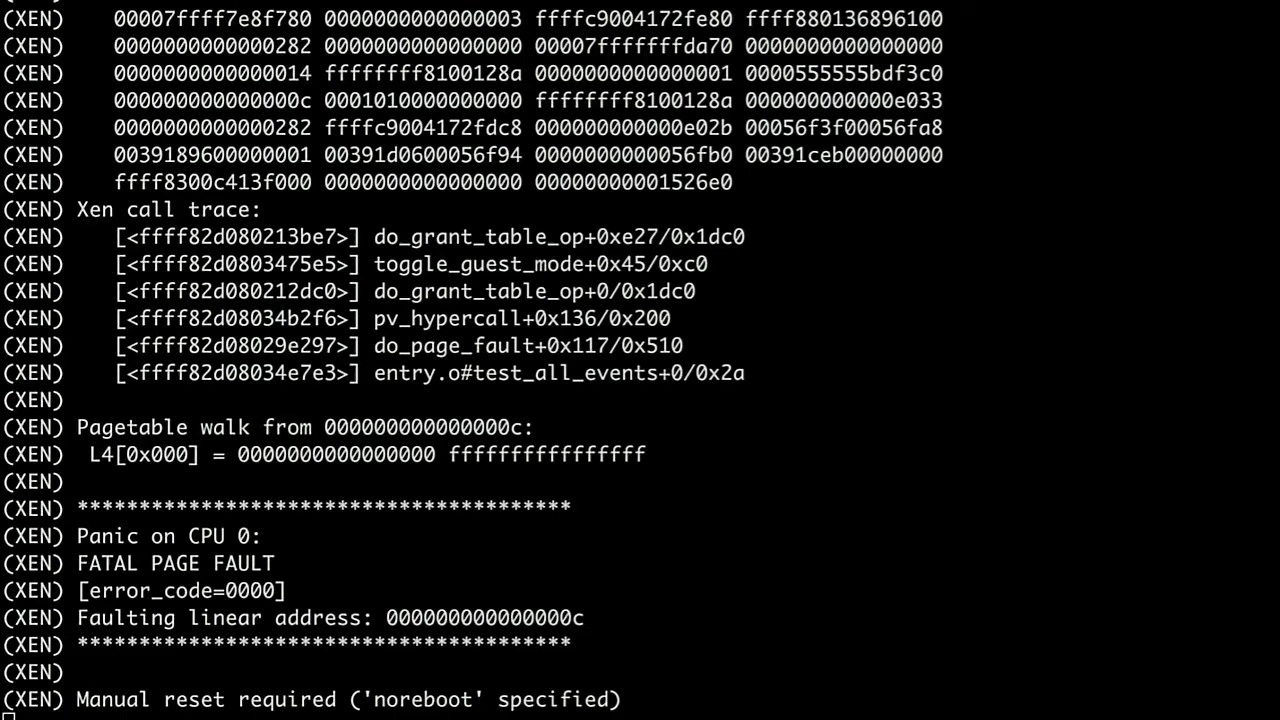 (XEN)    00007ffff7e8f780 0000000000000003 ffffc9004172fe80 ffff880136896100
(XEN)    0000000000000282 0000000000000000 00007fffffffda70 0000000000000000
(XEN)    0000000000000014 ffffffff8100128a 0000000000000001 0000555555bdf3c0
(XEN)    000000000000000c 0001010000000000 ffffffff8100128a 000000000000e033
(XEN)    0000000000000282 ffffc9004172fdc8 000000000000e02b 00056f3f00056fa8
(XEN)    0039189600000001 00391d0600056f94 0000000000056fb0 00391ceb00000000
(XEN)    ffff8300c413f000 0000000000000000 00000000001526e0
(XEN) Xen call trace:
(XEN)    [<ffff82d080213be7>] do_grant_table_op+0xe27/0x1dc0
(XEN)    [<ffff82d0803475e5>] toggle_guest_mode+0x45/0xc0
(XEN)    [<ffff82d080212dc0>] do_grant_table_op+0/0x1dc0
(XEN)    [<ffff82d08034b2f6>] pv_hypercall+0x136/0x200
(XEN)    [<ffff82d08029e297>] do_page_fault+0x117/0x510
(XEN)    [<ffff82d08034e7e3>] entry.o#test_all_events+0/0x2a
(XEN)
(XEN) Pagetable walk from 000000000000000c:
(XEN)  L4[0x000] = 0000000000000000 ffffffffffffffff
(XEN)
(XEN) ****************************************
(XEN) Panic on CPU 0:
(XEN) FATAL PAGE FAULT
(XEN) [error_code=0000]
(XEN) Faulting linear address: 000000000000000c
(XEN) ****************************************
(XEN)
(XEN) Manual reset required ('noreboot' specified)